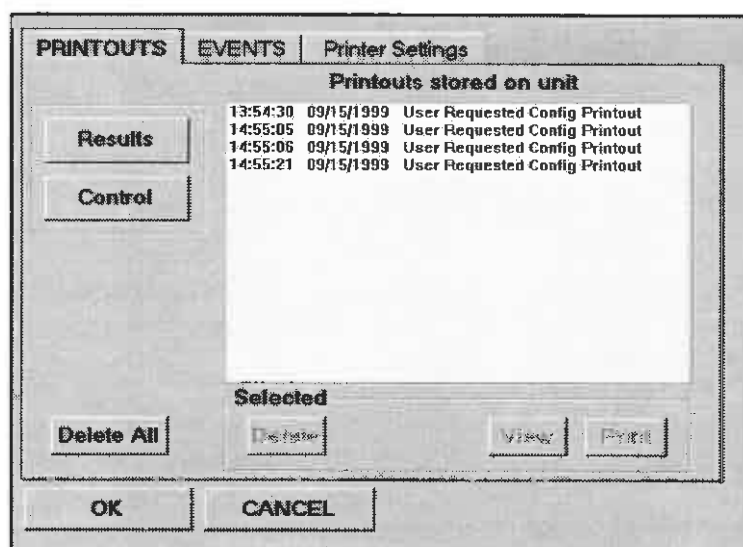 PRINTOUTS EVENTS Printer Settings
Printouts stored on unit
13:54:30 09/15/1999 User Requested Config Printout
14:55:05 09/15/1999 User Requested Config Printout
14:55:06 09/15/1999 User Requested Config Printout
14:55:21 09/15/1999 User Requested Config Printout
Results
Control
Selected
Delete All Delete View Print
OK CANCEL